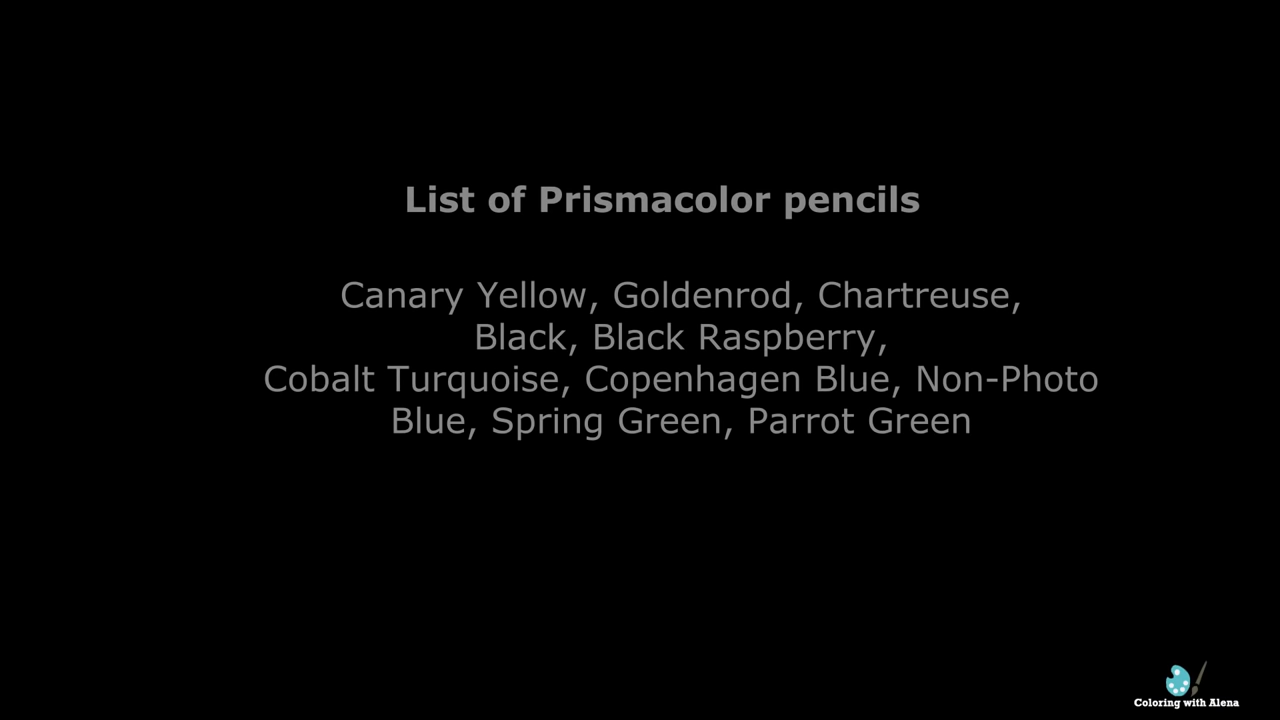 List of Prismacolor pencils
Canary Yellow, Goldenrod, Chartreuse,
Black, Black Raspberry,
Cobalt Turquoise, Copenhagen Blue, Non-Photo
Blue, Spring Green, Parrot Green
Coloring with Alena